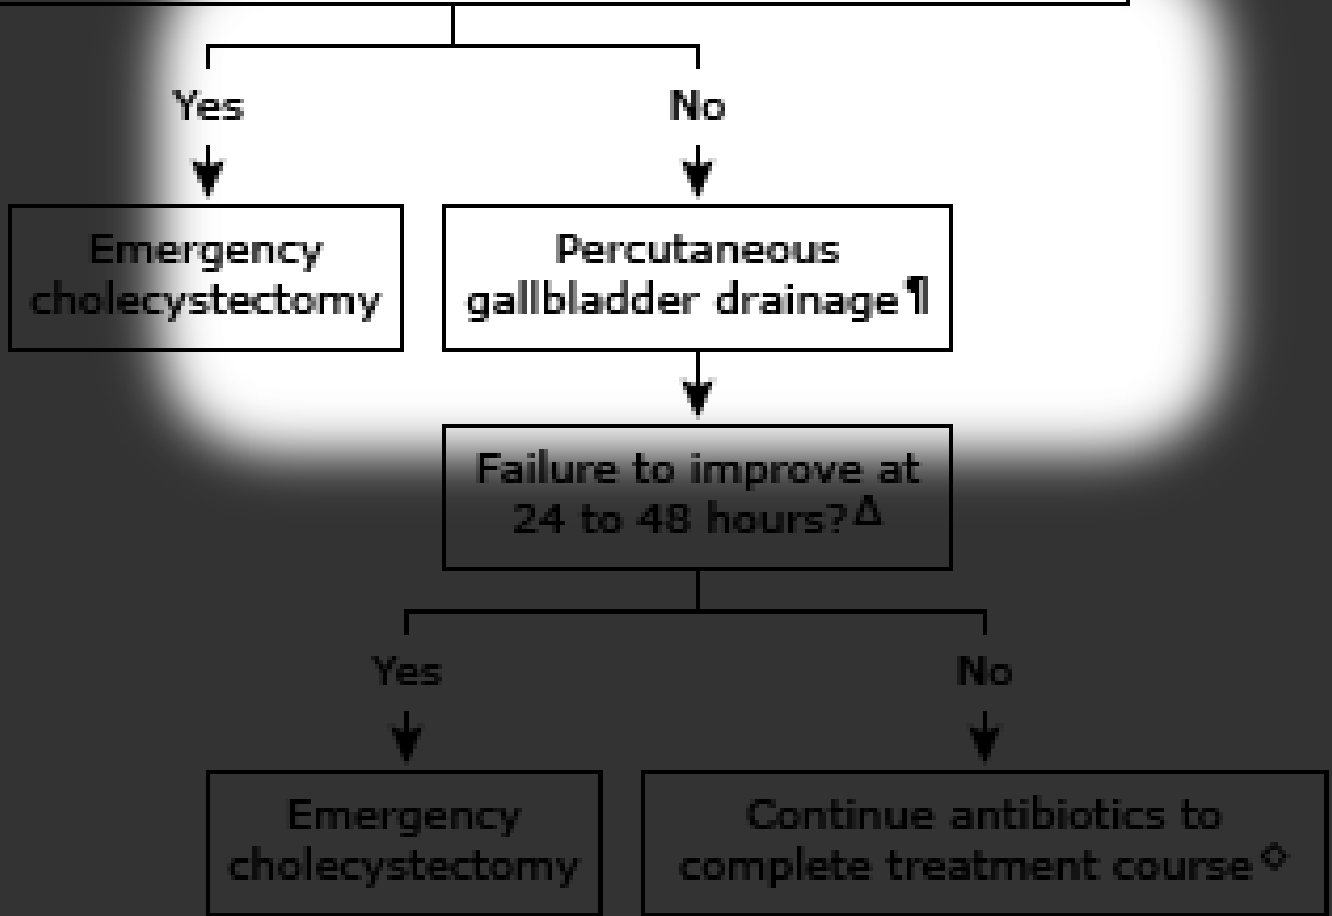 Yes
No
Emergency
cholecystectomy
Percutaneous
gallbladder drainage¶
Failure to improve at
24 to 48 hours?Δ
Yes
No
Emergency
cholecystectomy
Continue antibiotics to
complete treatment course◇